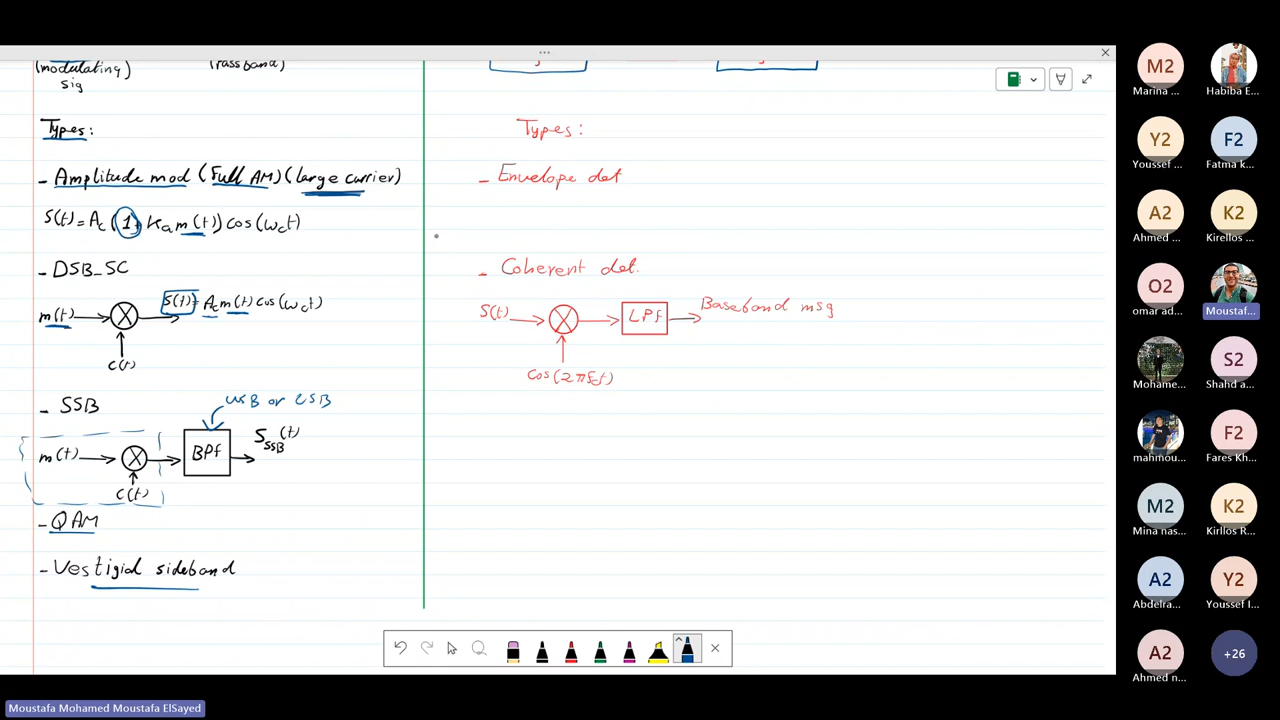 (modulating)
sig
(passband)
Types:
- Amplitude mod (Full AM) (large carrier)
S(t) = Ac (1 + Ka m(t)) cos(ωct)
- DSB_SC
m(t)
S(t) = Ac m(t) cos(ωct)
C(t)
- SSB
USB or LSB
m(t)
BPf
S SSB (t)
C(t)
- QAM
- Vestigial sideband
Types:
- Envelope det
- Coherent det.
S(t)
LPf
Baseband msg
Cos(2πfct)
M2
Marina ...
Habiba E...
Y2
Youssef ...
F2
Fatma k...
A2
Ahmed ...
K2
Kirellos ...
O2
omar ad...
Moustaf...
Mohame...
S2
Shahd a...
mahmou...
F2
Fares Kh...
M2
Mina nas...
K2
Kirllos R...
A2
Abdelra...
Y2
Youssef I...
A2
Ahmed n...
+26
Moustafa Mohamed Moustafa ElSayed